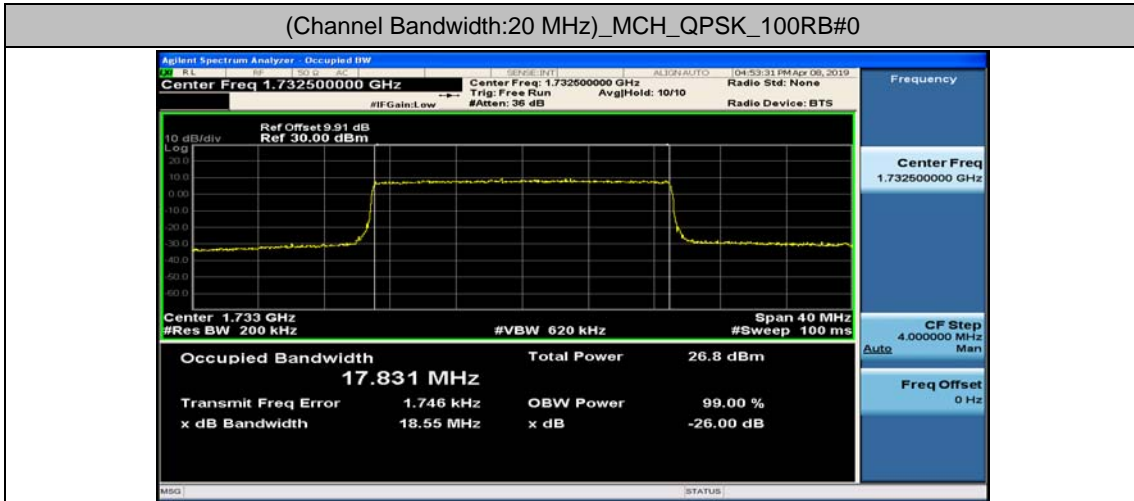 (Channel Bandwidth:20 MHz)_MCH_QPSK_100RB#0
Agilent Spectrum Analyzer - Occupied BW
RL RF 50 Ω AC SENSE:INT ALIGN AUTO 04:53:31 PM Apr 08, 2019
Center Freq 1.732500000 GHz
Center Freq: 1.732500000 GHz
Radio Std: None
Trig: Free Run Avg|Hold: 10/10
#IFGain:Low #Atten: 36 dB Radio Device: BTS
Ref Offset 9.91 dB
10 dB/div Ref 30.00 dBm
Log
20.0
10.0
0.00
-10.0
-20.0
-30.0
-40.0
-50.0
-60.0
Center 1.733 GHz Span 40 MHz
#Res BW 200 kHz #VBW 620 kHz #Sweep 100 ms
Occupied Bandwidth Total Power 26.8 dBm
17.831 MHz
Transmit Freq Error 1.746 kHz OBW Power 99.00 %
x dB Bandwidth 18.55 MHz x dB -26.00 dB
MSG STATUS
Frequency
Center Freq
1.732500000 GHz
CF Step
4.000000 MHz
Auto Man
Freq Offset
0 Hz